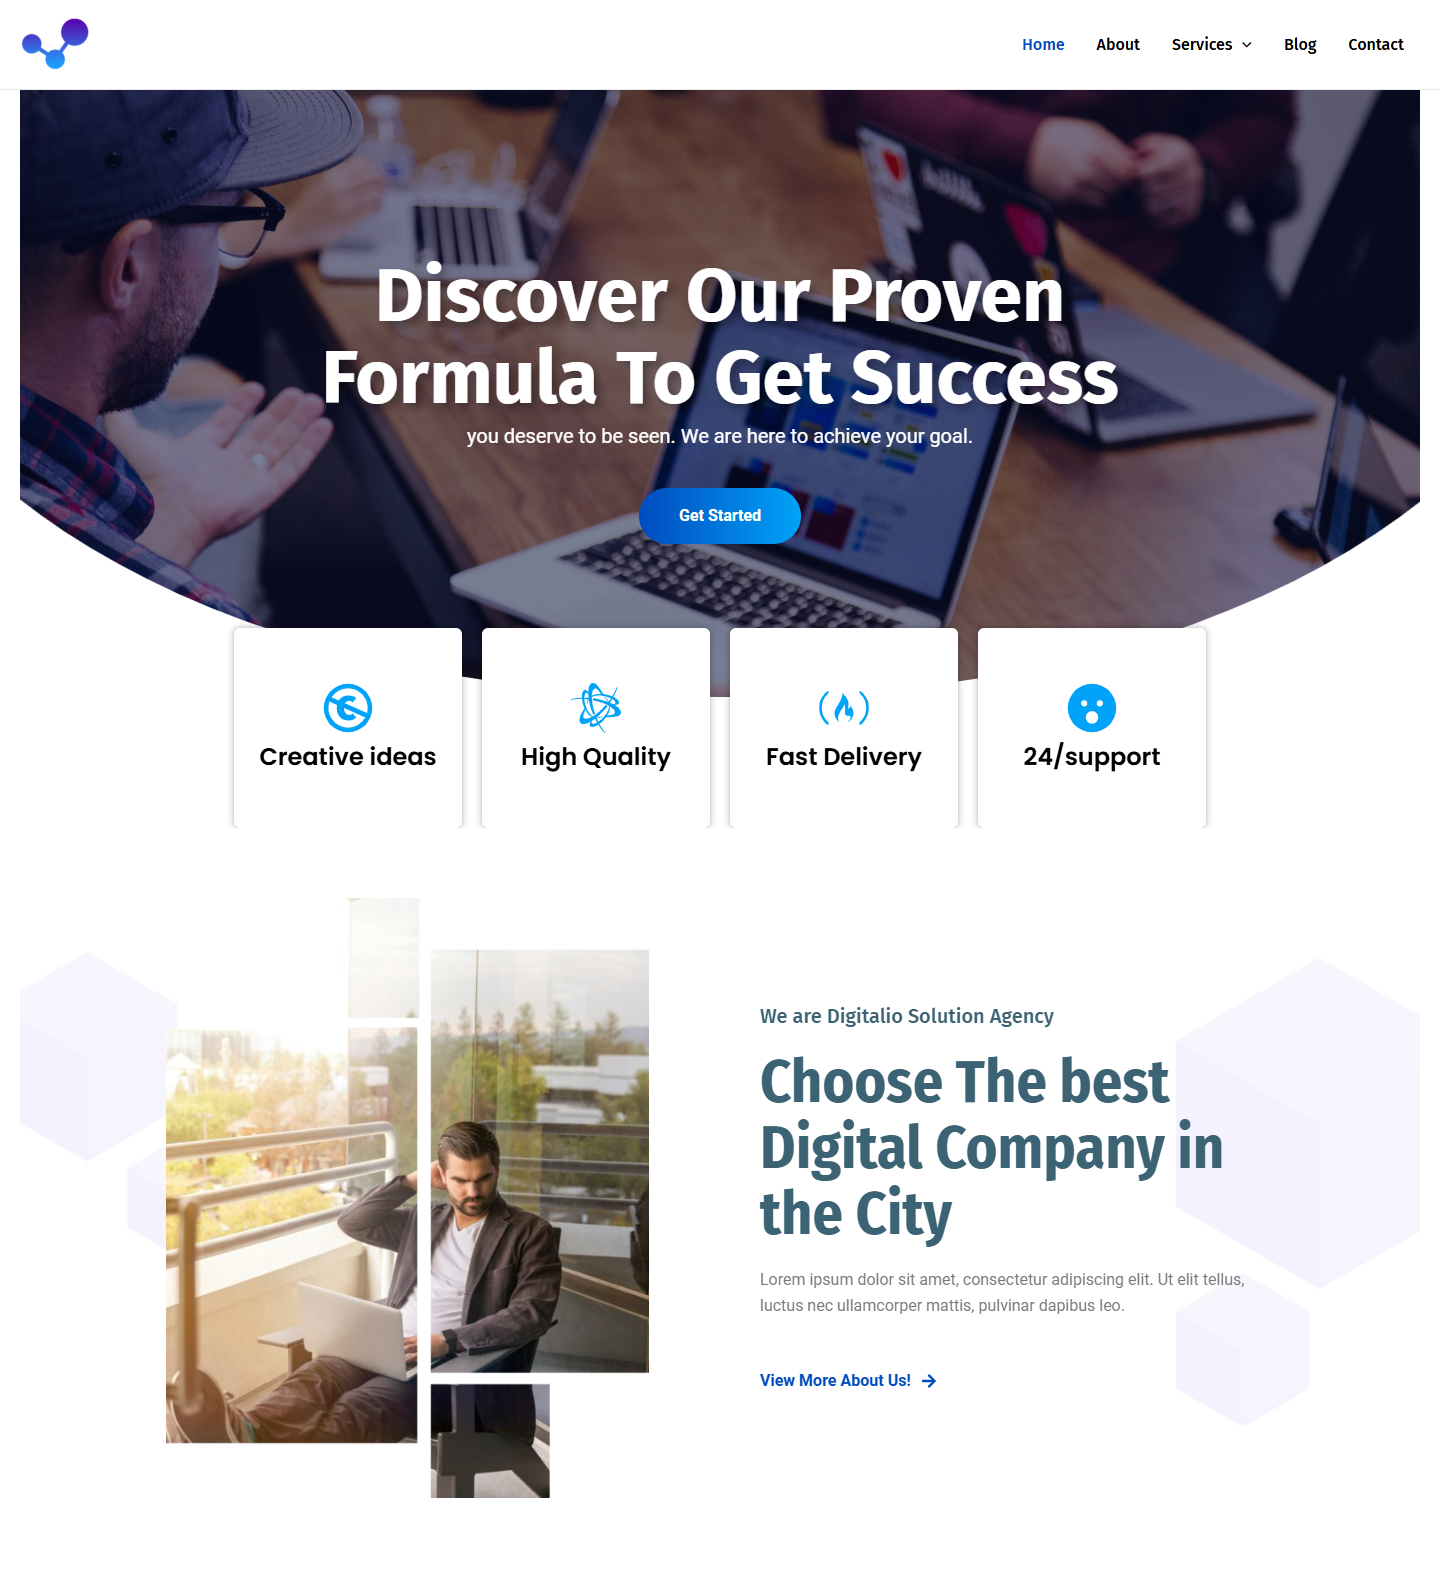 Home About Services Blog Contact
Discover Our Proven
Formula To Get Success
you deserve to be seen. We are here to achieve your goal.
Get Started
Creative ideas
High Quality
Fast Delivery
24/support
We are Digitalio Solution Agency
Choose The best
Digital Company in
the City
Lorem ipsum dolor sit amet, consectetur adipiscing elit. Ut elit tellus,
luctus nec ullamcorper mattis, pulvinar dapibus leo.
View More About Us!